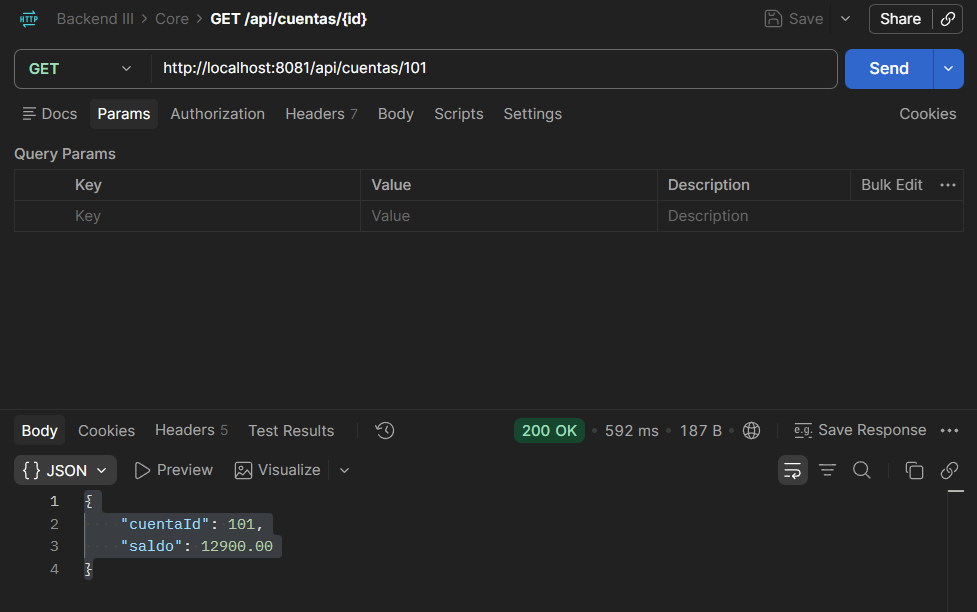 HTTP Backend III > Core > GET /api/cuentas/{id} Save Share
GET http://localhost:8081/api/cuentas/101 Send
Docs Params Authorization Headers 7 Body Scripts Settings Cookies
Query Params
Key Value Description Bulk Edit
Key Value Description
Body Cookies Headers 5 Test Results 200 OK • 592 ms • 187 B • e.g. Save Response
{} JSON Preview Visualize
1 {
2 "cuentaId": 101,
3 "saldo": 12900.00
4 }